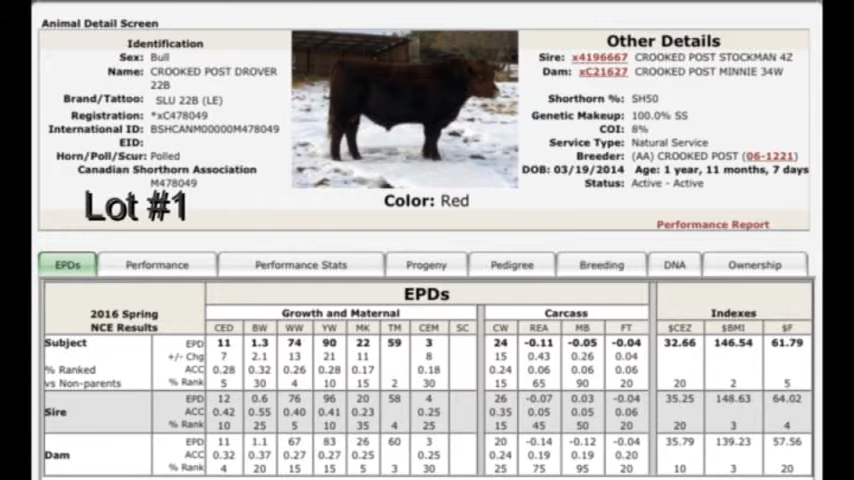 Animal Detail Screen
Identification
Sex: Bull
Name: CROOKED POST DROVER
22B
Brand/Tattoo: SLU 22B (LE)
Registration: *xC478049
International ID: BSHCANM00000M478049
EID:
Horn/Poll/Scur: Polled
Canadian Shorthorn Association
M478049
Lot #1
Color: Red
Other Details
Sire: x4196667 CROOKED POST STOCKMAN 4Z
Dam: xC21627 CROOKED POST MINNIE 34W
Shorthorn %: SH50
Genetic Makeup: 100.0% SS
COI: 8%
Service Type: Natural Service
Breeder: (AA) CROOKED POST (06-1221)
DOB: 03/19/2014 Age: 1 year, 11 months, 7 days
Status: Active - Active
Performance Report
EPDs Performance Performance Stats Progeny Pedigree Breeding DNA Ownership
EPDs
2016 Spring Growth and Maternal Carcass Indexes
NCE Results CED BW WW YW MK TM CEM SC CW REA MB FT $CEZ $BMI $F
Subject EPD 11 1.3 74 90 22 59 3 24 -0.11 -0.05 -0.04 32.66 146.54 61.79
+/- Chg 7 2.1 13 21 11 8 15 0.43 0.26 0.04
% Ranked ACC 0.28 0.32 0.26 0.28 0.17 0.18 0.24 0.06 0.06 0.06
vs Non-parents % Rank 5 30 4 10 15 2 30 15 65 90 20 20 2 5
Sire EPD 12 0.6 76 96 20 58 4 26 -0.07 0.03 -0.04 35.25 148.63 64.02
ACC 0.42 0.55 0.40 0.41 0.23 0.25 0.35 0.05 0.05 0.06
% Rank 10 25 5 10 35 4 25 15 45 50 20 20 3 4
Dam EPD 11 1.1 67 83 26 60 3 20 -0.14 -0.12 -0.04 35.79 139.23 57.56
ACC 0.32 0.37 0.27 0.27 0.25 0.25 0.24 0.19 0.19 0.20
% Rank 4 20 15 15 5 3 30 25 75 95 20 10 3 20